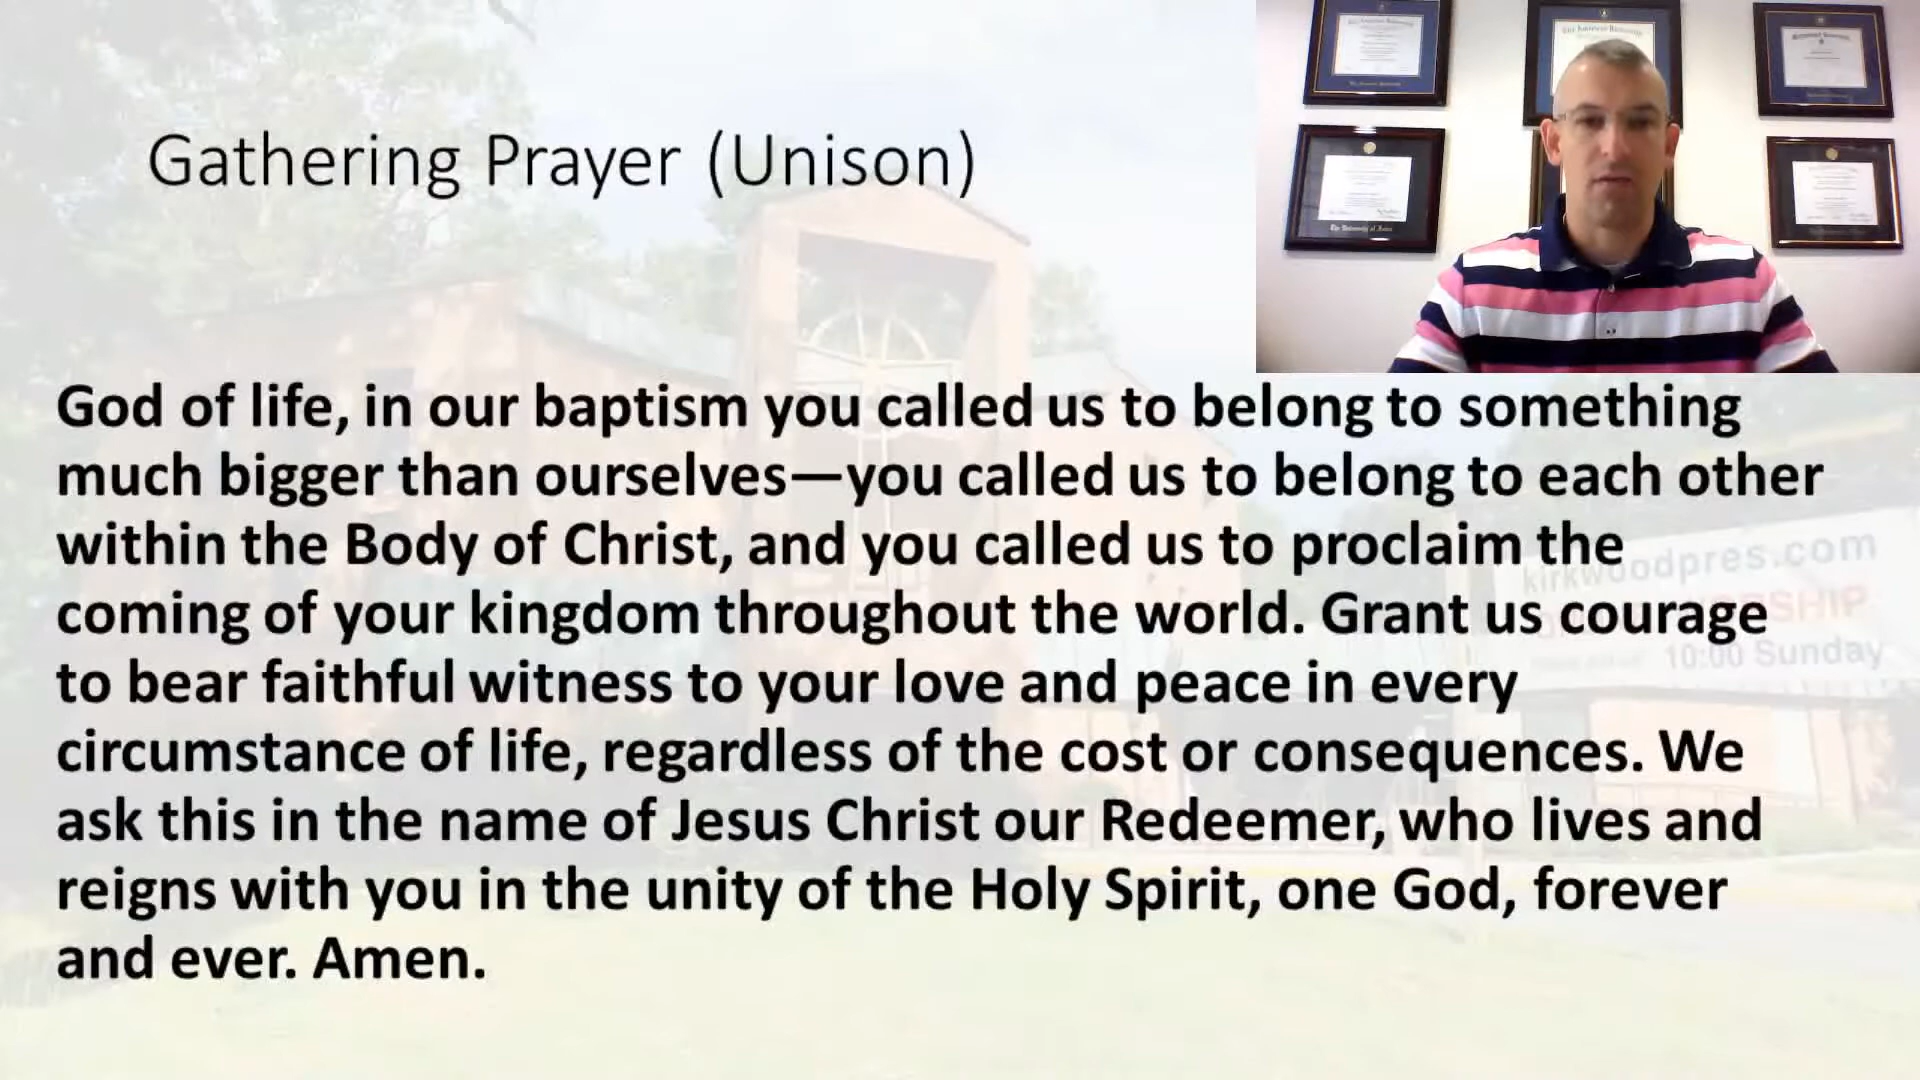 Gathering Prayer (Unison)
God of life, in our baptism you called us to belong to something
much bigger than ourselves—you called us to belong to each other
within the Body of Christ, and you called us to proclaim the
coming of your kingdom throughout the world. Grant us courage
to bear faithful witness to your love and peace in every
circumstance of life, regardless of the cost or consequences. We
ask this in the name of Jesus Christ our Redeemer, who lives and
reigns with you in the unity of the Holy Spirit, one God, forever
and ever. Amen.
kirkwoodpres.com
10:00 Sunday
The University of Iowa